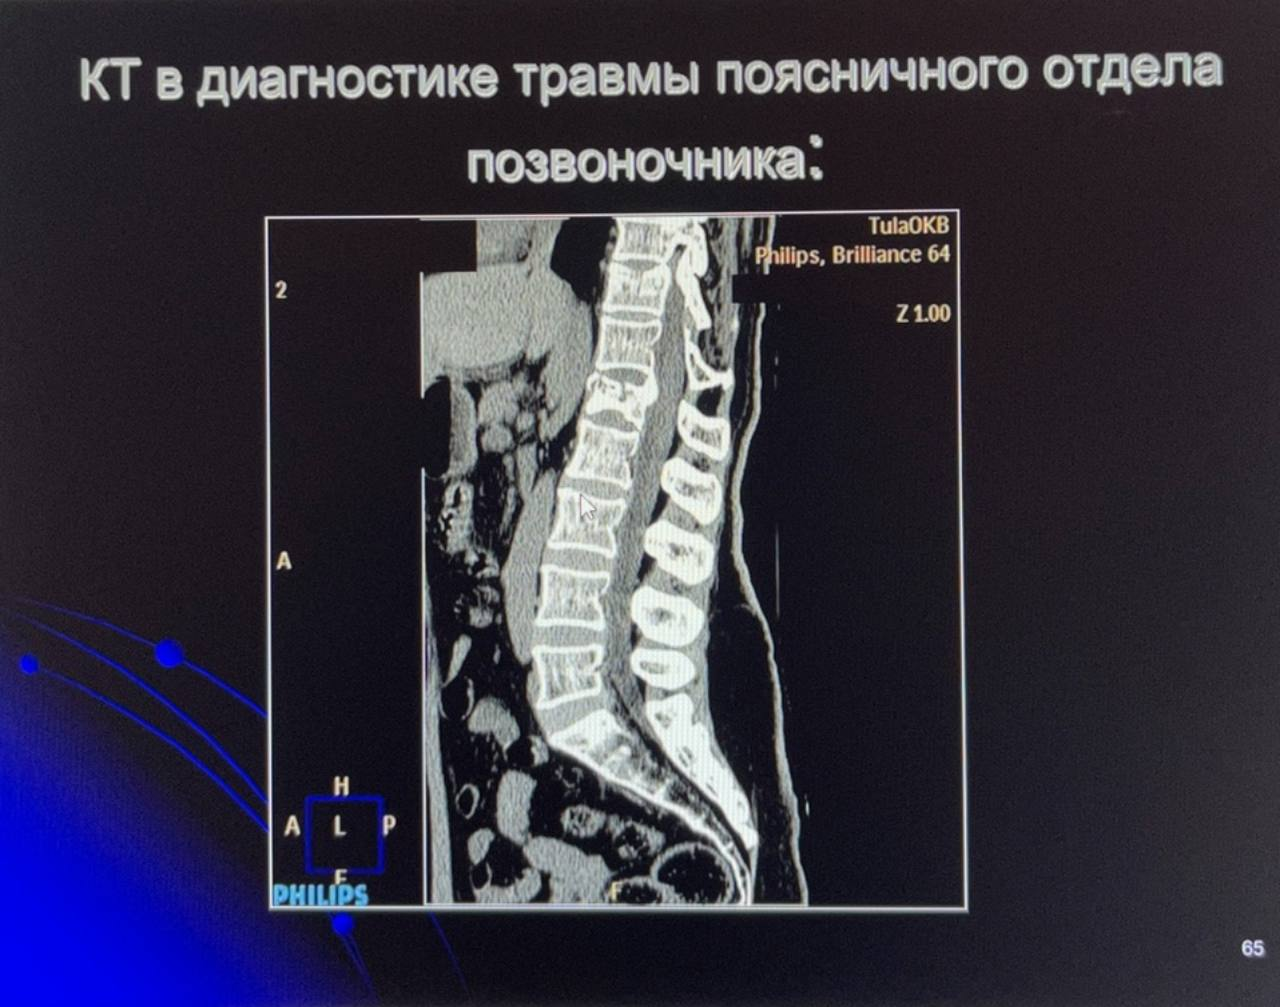 КТ в диагностике травмы поясничного отдела
позвоночника:
TulaOKB
Philips, Brilliance 64
2
Z 1.00
A
H
A L P
F
PHILIPS
F
65